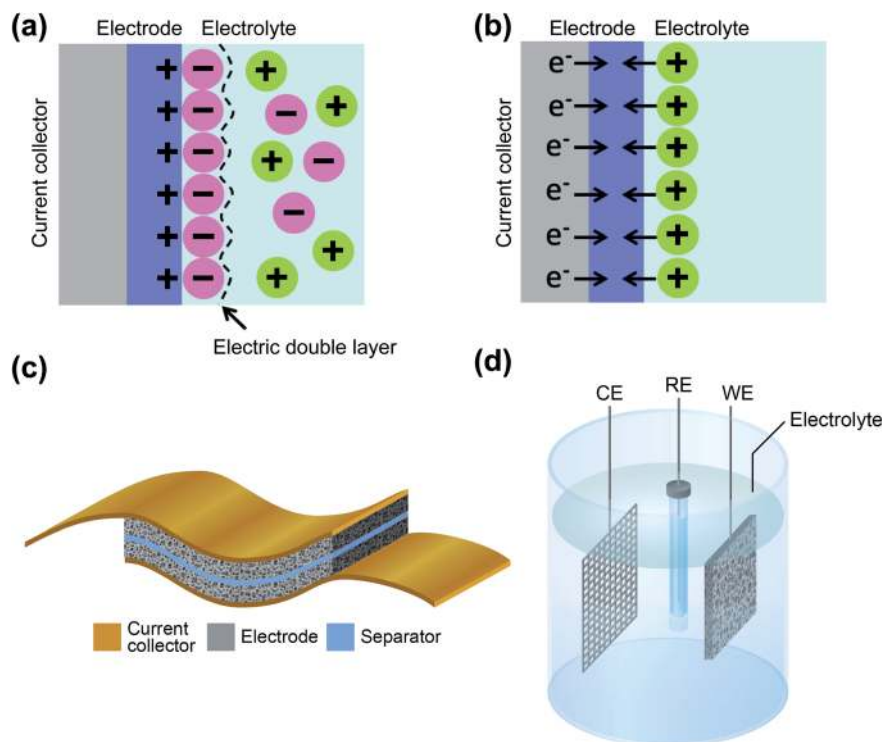 (a)
Electrode Electrolyte
Current collector
+ − + − +
+ −
+ − + −
+ − −
+ − +
+ − +
Electric double layer
(b)
Electrode Electrolyte
Current collector
e- +
e- +
e- +
e- +
e- +
e- +
(c)
Current
collector
Electrode
Separator
(d)
CE
RE
WE
Electrolyte